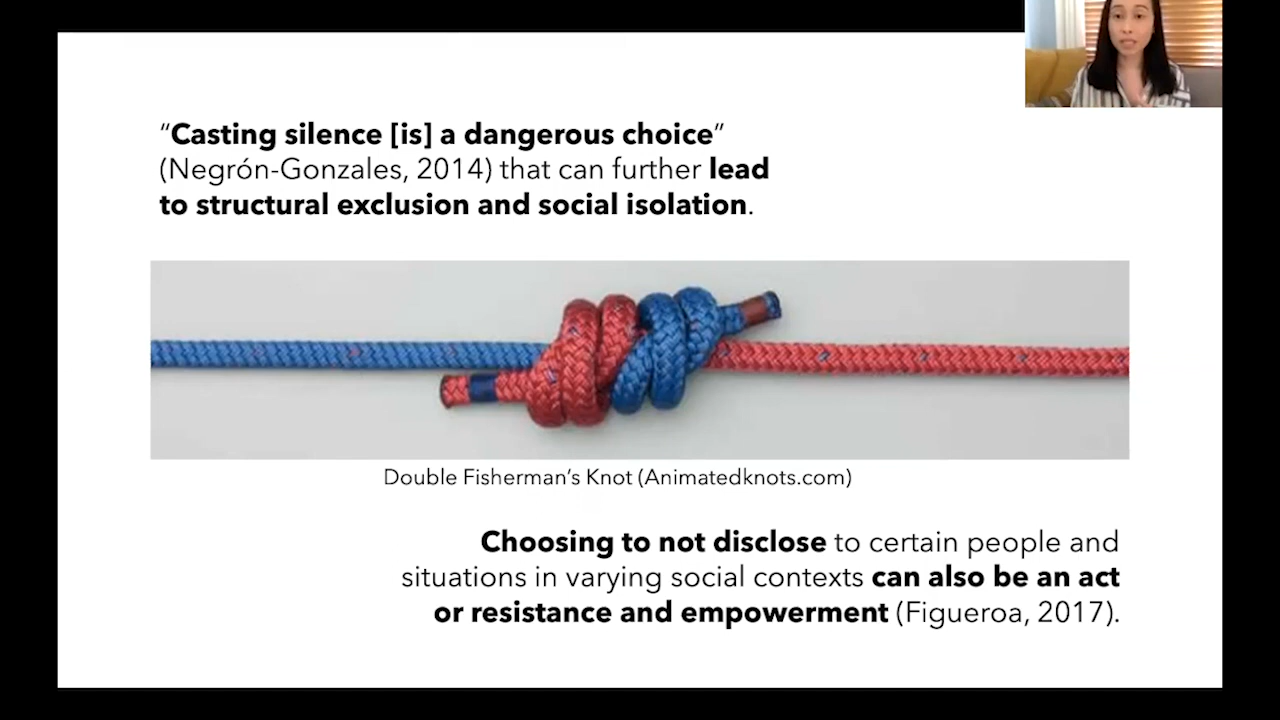 “Casting silence [is] a dangerous choice”
(Negrón-Gonzales, 2014) that can further lead
to structural exclusion and social isolation.
Double Fisherman’s Knot (Animatedknots.com)
Choosing to not disclose to certain people and
situations in varying social contexts can also be an act
or resistance and empowerment (Figueroa, 2017).